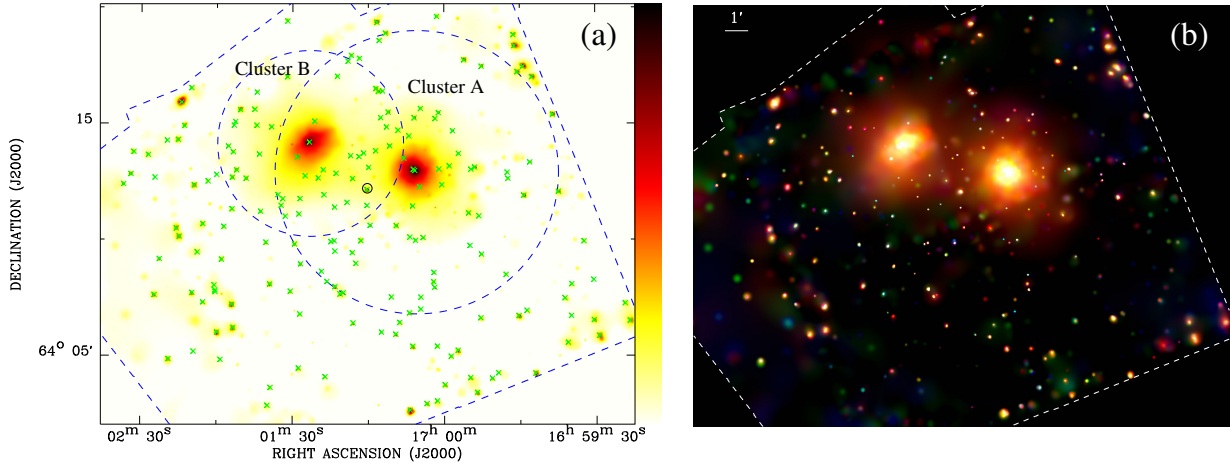 (a)
Cluster B
Cluster A
DECLINATION (J2000)
15
64° 05'
02ᵐ 30ˢ
01ᵐ 30ˢ
17ʰ 00ᵐ
16ʰ 59ᵐ 30ˢ
RIGHT ASCENSION (J2000)
1'
(b)